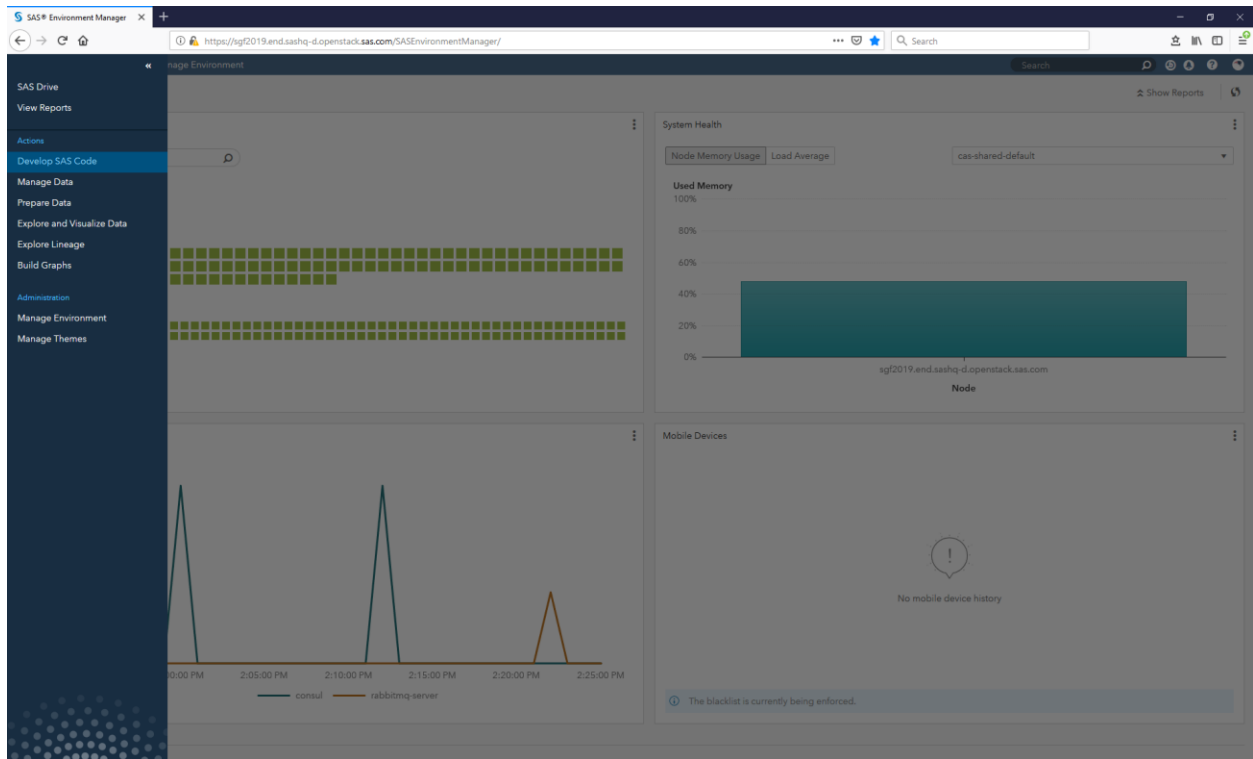 SAS® Environment Manager
https://sgf2019.end.sashq-d.openstack.sas.com/SASEnvironmentManager/
Search
nage Environment
Search
SAS Drive
View Reports
Show Reports
Actions
Develop SAS Code
Manage Data
Prepare Data
Explore and Visualize Data
Explore Lineage
Build Graphs
Administration
Manage Environment
Manage Themes
System Health
Node Memory Usage Load Average
cas-shared-default
Used Memory
100%
80%
60%
40%
20%
0%
sgf2019.end.sashq-d.openstack.sas.com
Node
0:00 PM 2:05:00 PM 2:10:00 PM 2:15:00 PM 2:20:00 PM 2:25:00 PM
consul rabbitmq-server
Mobile Devices
No mobile device history
The blacklist is currently being enforced.